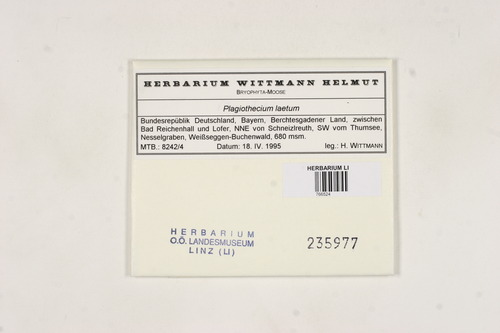 HERBARIUM WITTMANN HELMUT
BRYOPHYTA-MOOSE
Plagiothecium laetum
Bundesrepúblik Deutschland, Bayern, Berchtesgadener Land, zwischen
Bad Reichenhall und Lofer, NNE von Schneizlreuth, SW vom Thumsee,
Nesselgraben, Weißseggen-Buchenwald, 680 msm.
MTB.: 8242/4 Datum: 18. IV. 1995 leg.: H. WITTMANN
HERBARIUM LI
HERBARIUM
O.Ö. LANDESMUSEUM
LINZ (LI)
235977